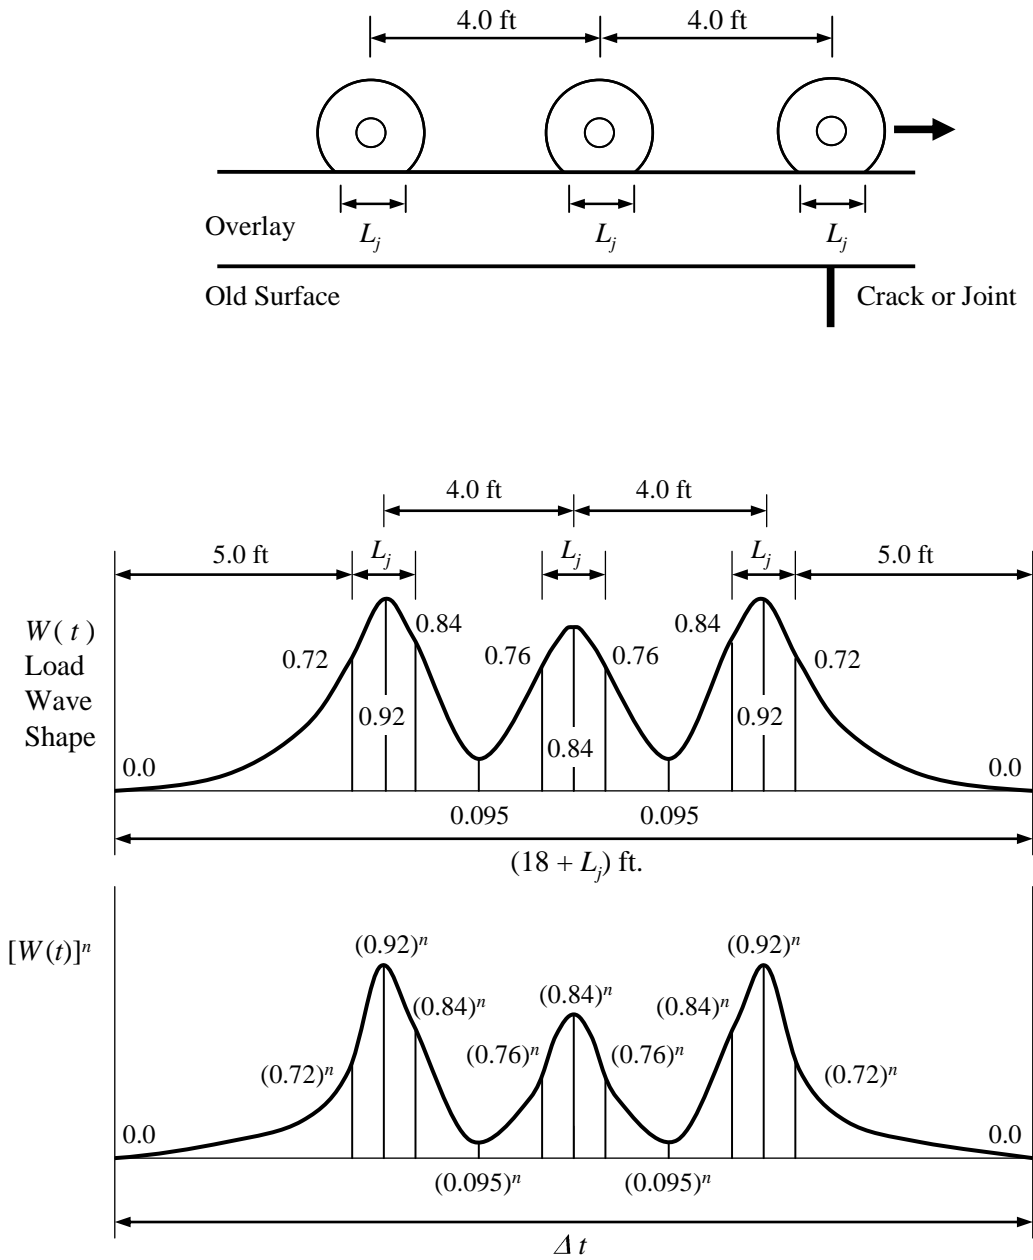 4.0 ft 4.0 ft
Overlay
L_j L_j L_j
Old Surface
Crack or Joint
4.0 ft 4.0 ft
5.0 ft L_j L_j L_j 5.0 ft
W( t )
Load
Wave
Shape
0.72 0.84 0.76 0.76 0.84 0.72
0.92 0.84 0.92
0.0 0.0
0.095 0.095
(18 + L_j) ft.
[W(t)]^n
(0.92)^n (0.92)^n
(0.84)^n (0.84)^n (0.84)^n
(0.72)^n (0.76)^n (0.76)^n (0.72)^n
0.0 0.0
(0.095)^n (0.095)^n
Δ t